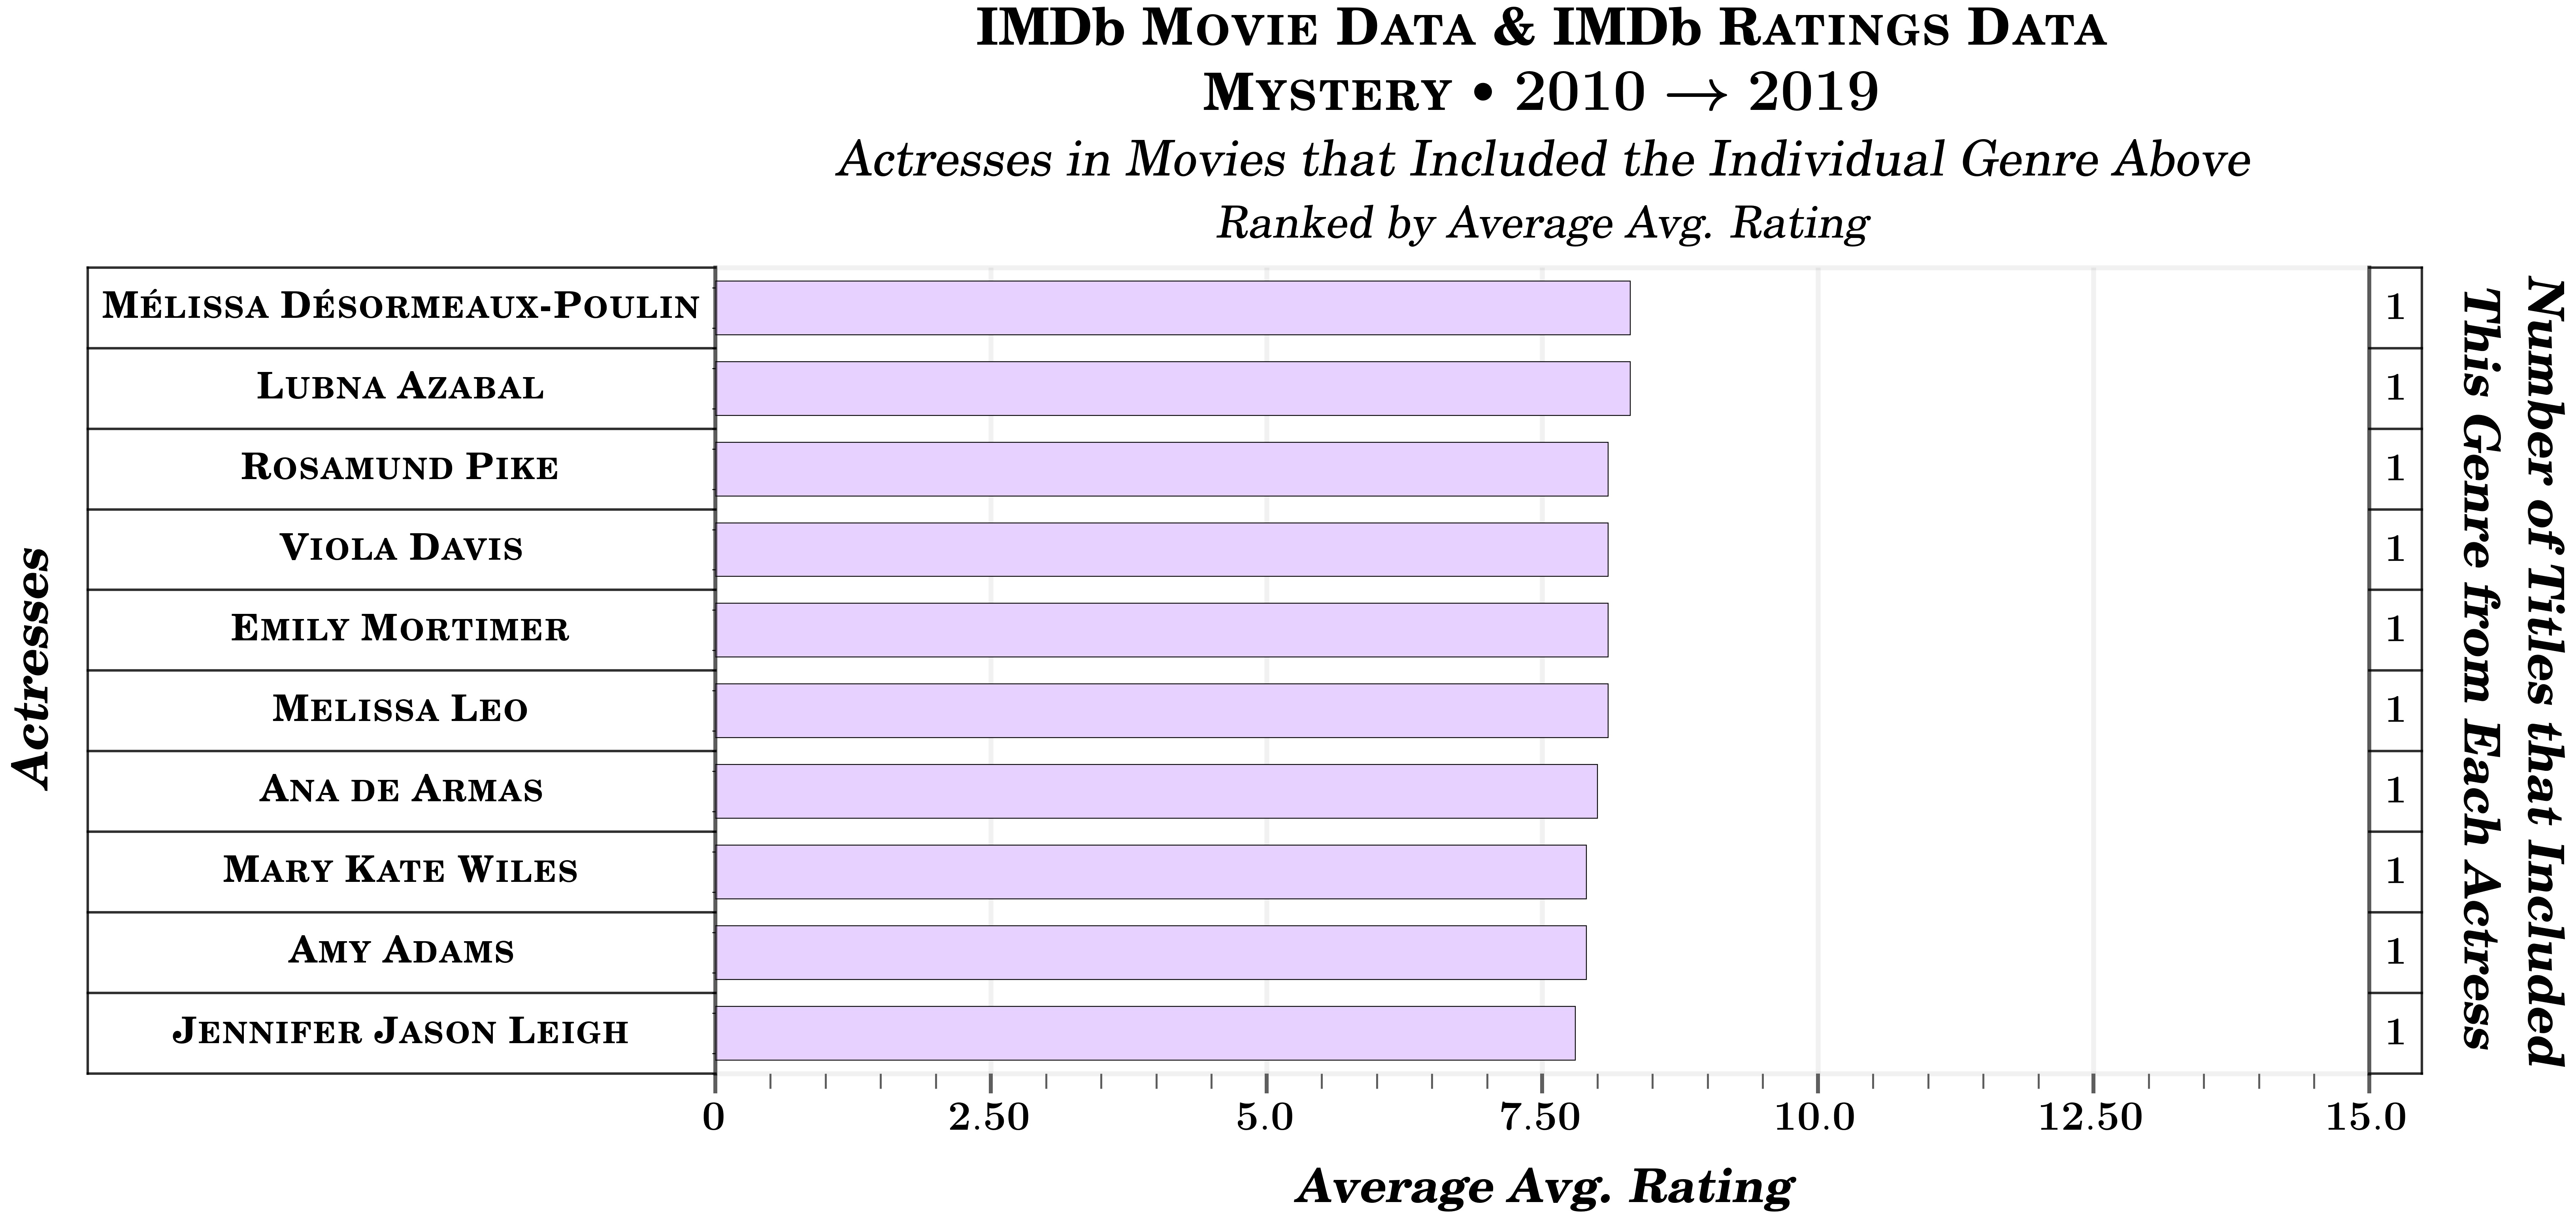 IMDb Movie Data & IMDb Ratings Data
Mystery • 2010 → 2019
Actresses in Movies that Included the Individual Genre Above
Ranked by Average Avg. Rating
Actresses
Mélissa Désormeaux-Poulin 1
Lubna Azabal 1
Rosamund Pike 1
Viola Davis 1
Emily Mortimer 1
Melissa Leo 1
Ana de Armas 1
Mary Kate Wiles 1
Amy Adams 1
Jennifer Jason Leigh 1
Number of Titles that Included
This Genre from Each Actress
0 2.50 5.0 7.50 10.0 12.50 15.0
Average Avg. Rating